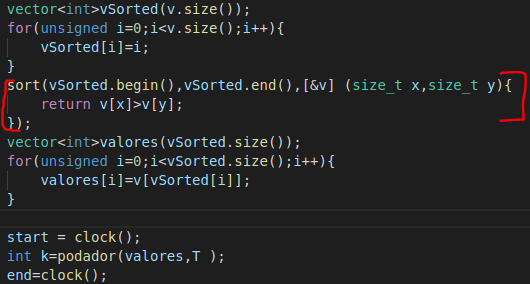 vector<int>vSorted(v.size());
for(unsigned i=0;i<v.size();i++){
    vSorted[i]=i;
}
sort(vSorted.begin(),vSorted.end(),[&v] (size_t x,size_t y){
    return v[x]>v[y];
});
vector<int>valores(vSorted.size());
for(unsigned i=0;i<vSorted.size();i++){
    valores[i]=v[vSorted[i]];
}
start = clock();
int k=podador(valores,T );
end=clock();